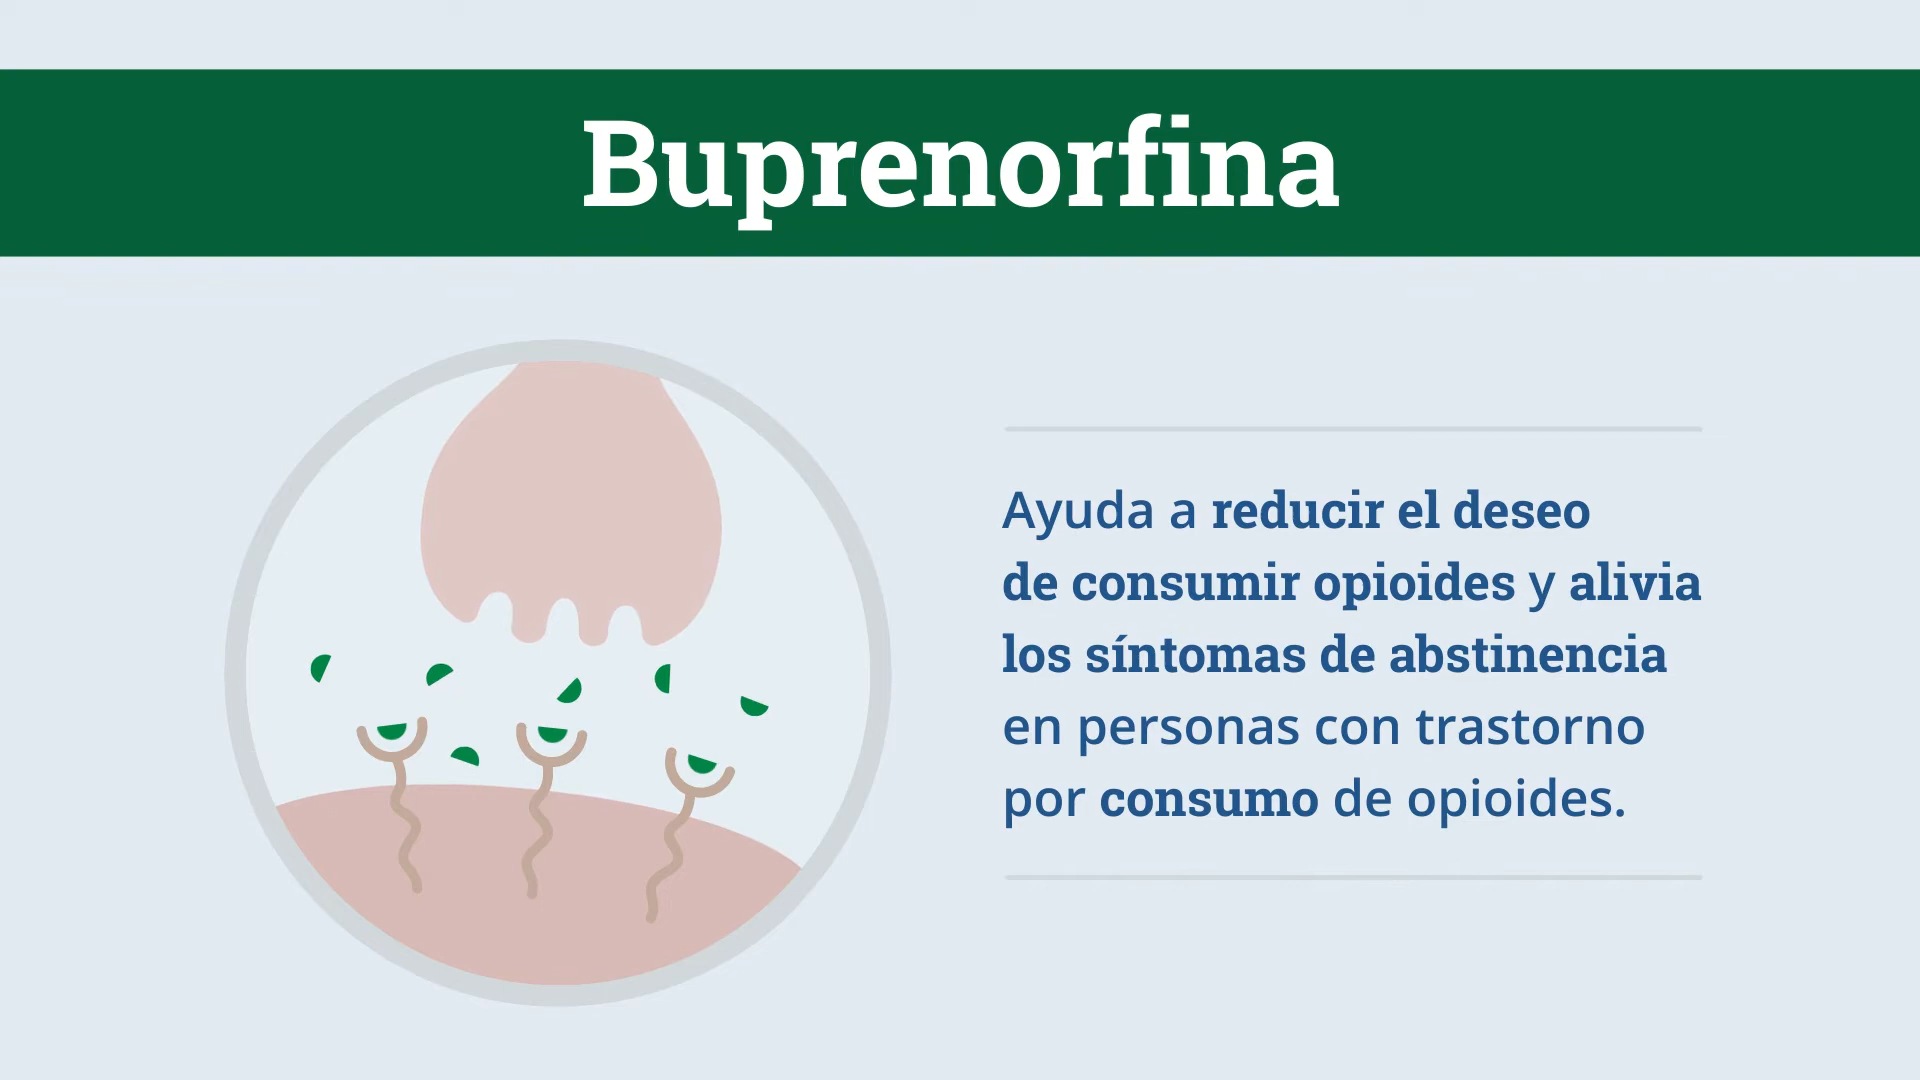 Buprenorfina
Ayuda a reducir el deseo
de consumir opioides y alivia
los síntomas de abstinencia
en personas con trastorno
por consumo de opioides.